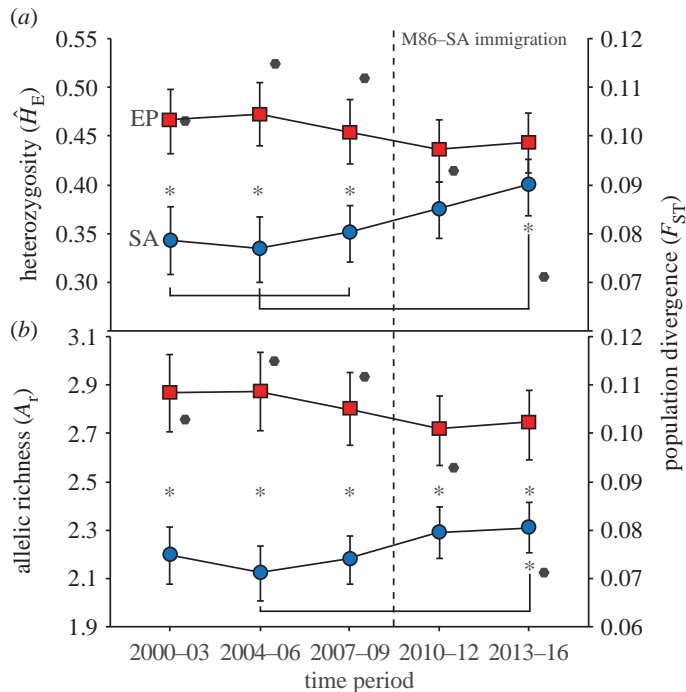 (a)
0.55
0.50
0.45
0.40
0.35
0.30
heterozygosity (ĤE)
M86–SA immigration
EP
SA
* * * *
0.12
0.11
0.10
0.09
0.08
0.07
population divergence (FST)
(b)
3.1
2.9
2.7
2.5
2.3
2.1
1.9
allelic richness (Ar)
* * * * *
*
0.12
0.11
0.10
0.09
0.08
0.07
0.06
2000–03 2004–06 2007–09 2010–12 2013–16
time period